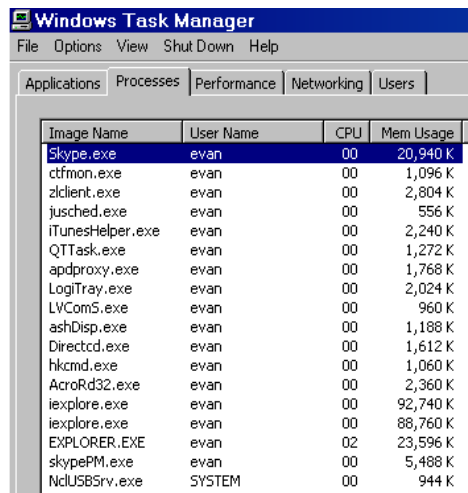 Windows Task Manager
File Options View Shut Down Help
Applications Processes Performance Networking Users
Image Name User Name CPU Mem Usage
Skype.exe evan 00 20,940 K
ctfmon.exe evan 00 1,096 K
zlclient.exe evan 00 2,804 K
jusched.exe evan 00 556 K
iTunesHelper.exe evan 00 2,240 K
QTTask.exe evan 00 1,272 K
apdproxy.exe evan 00 1,768 K
LogiTray.exe evan 00 2,024 K
LVComS.exe evan 00 960 K
ashDisp.exe evan 00 1,188 K
Directcd.exe evan 00 1,612 K
hkcmd.exe evan 00 1,060 K
AcroRd32.exe evan 00 2,360 K
iexplore.exe evan 00 92,740 K
iexplore.exe evan 00 88,760 K
EXPLORER.EXE evan 02 23,596 K
skypePM.exe evan 00 5,488 K
NclUSBSrv.exe SYSTEM 00 944 K